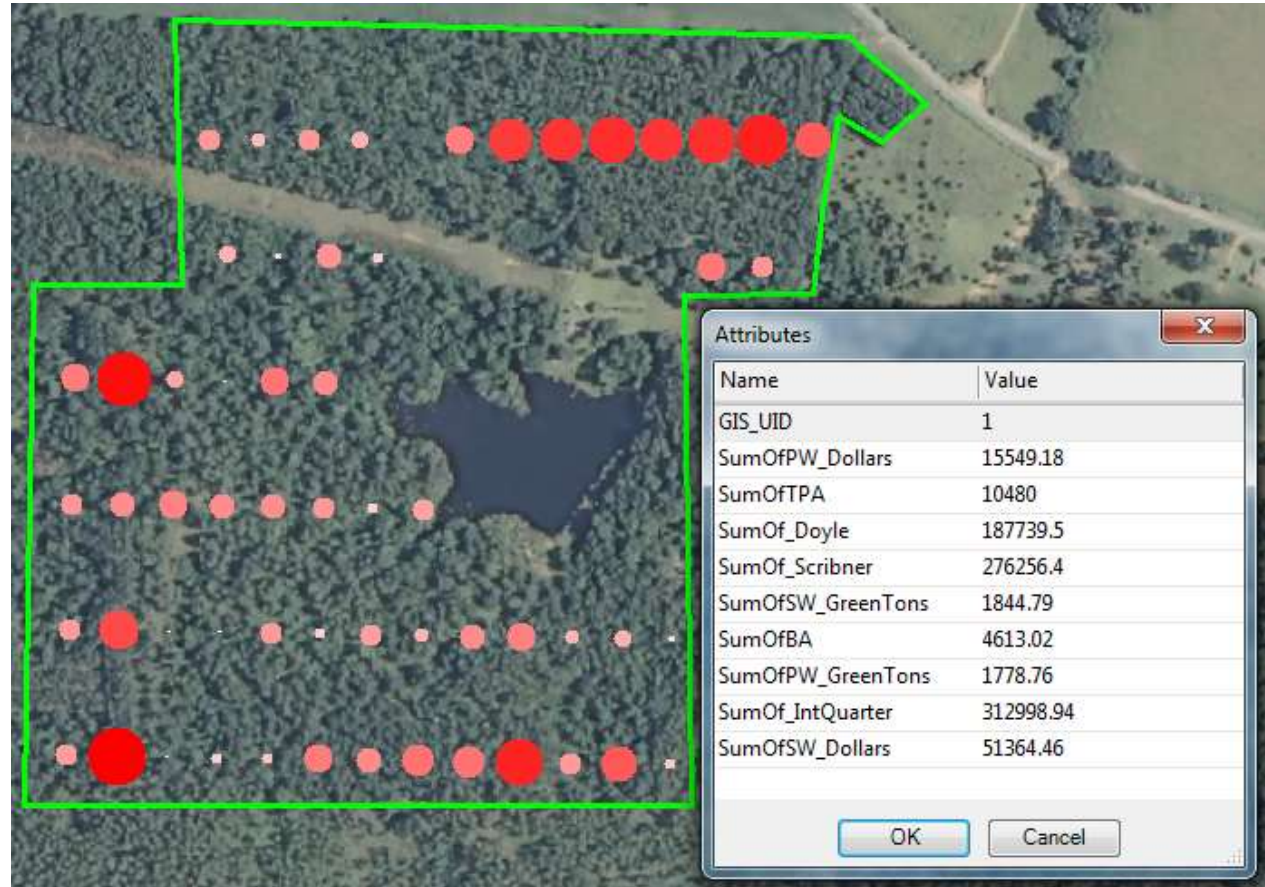 Attributes
Name Value
GIS_UID 1
SumOfPW_Dollars 15549.18
SumOfTPA 10480
SumOf_Doyle 187739.5
SumOf_Scribner 276256.4
SumOfSW_GreenTons 1844.79
SumOfBA 4613.02
SumOfPW_GreenTons 1778.76
SumOf_IntQuarter 312998.94
SumOfSW_Dollars 51364.46
OK Cancel